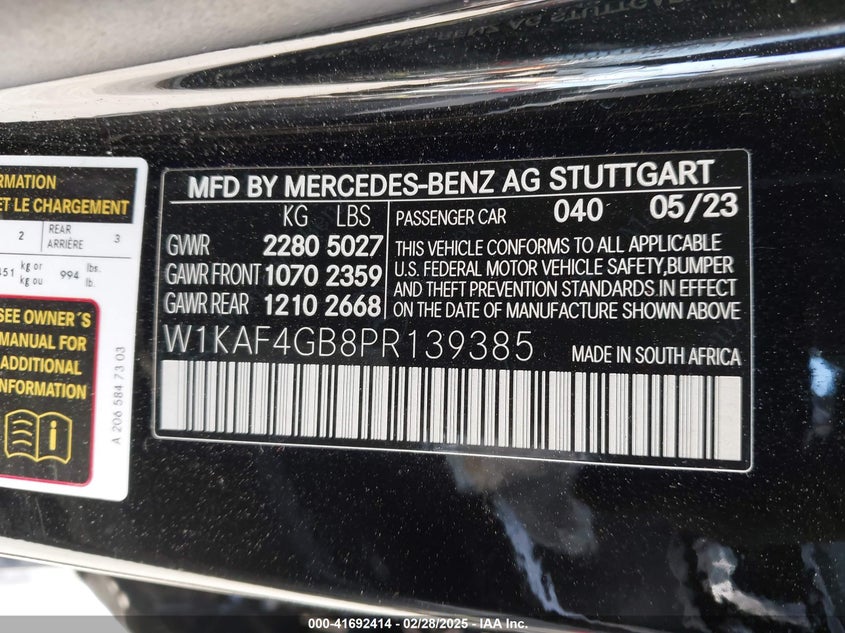 RMATION
ET LE CHARGEMENT
2 REAR ARRIÈRE 3
451 kg or kg ou 994 lbs. lb.
SEE OWNER´S
MANUAL FOR
ADDITIONAL
INFORMATION
A 206 584 73 03
MFD BY MERCEDES-BENZ AG STUTTGART
KG LBS
GVWR 2280 5027
GAWR FRONT 1070 2359
GAWR REAR 1210 2668
PASSENGER CAR 040 05/23
THIS VEHICLE CONFORMS TO ALL APPLICABLE
U.S. FEDERAL MOTOR VEHICLE SAFETY,BUMPER
AND THEFT PREVENTION STANDARDS.IN EFFECT
ON THE DATE OF MANUFACTURE SHOWN ABOVE
W1KAF4GB8PR139385
MADE IN SOUTH AFRICA
000-41692414 - 02/28/2025 - IAA Inc.